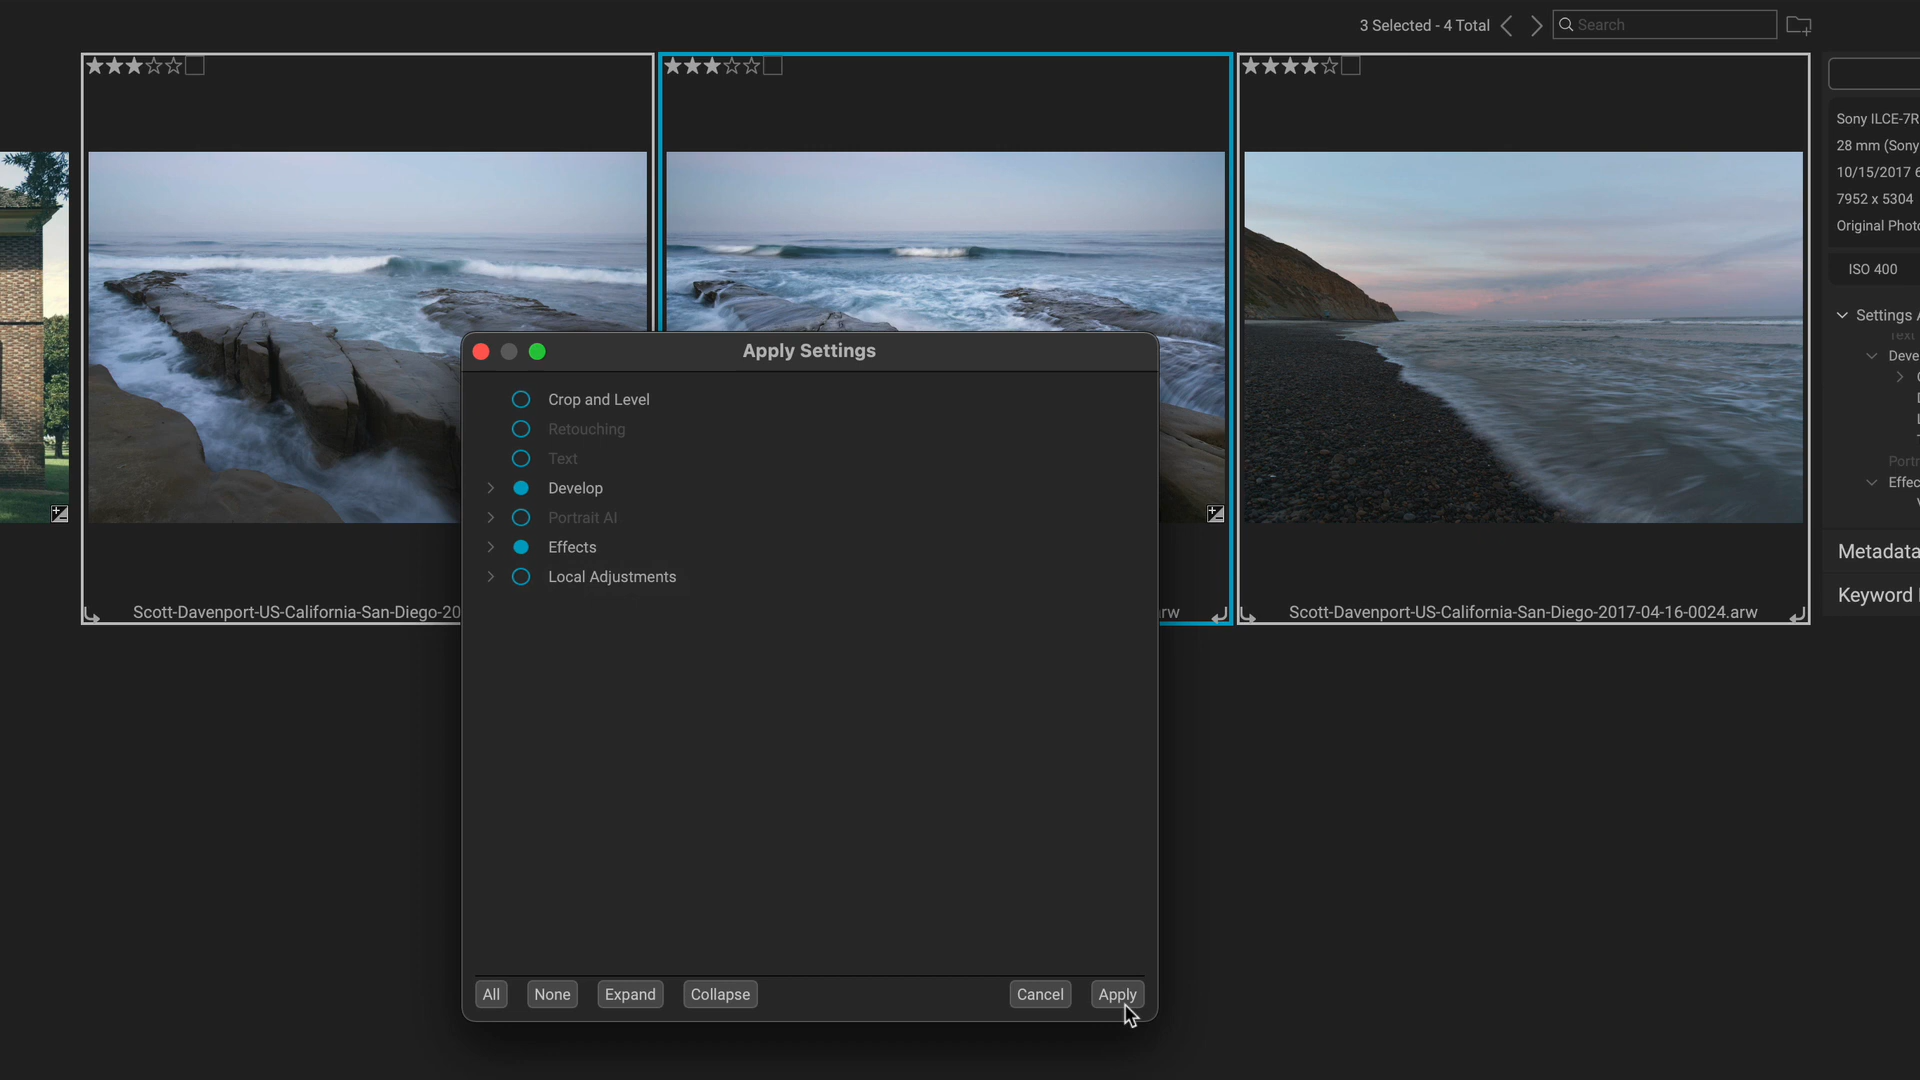 3 Selected - 4 Total
Search
Sony ILCE-7R
28 mm (Sony
10/15/2017 6
7952 x 5304
Original Photo
ISO 400
Settings A
Text
Deve
Portr
Effec
Metadata
Keyword
Apply Settings
Crop and Level
Retouching
Text
Develop
Portrait AI
Effects
Local Adjustments
Scott-Davenport-US-California-San-Diego-20
rw
Scott-Davenport-US-California-San-Diego-2017-04-16-0024.arw
All
None
Expand
Collapse
Cancel
Apply